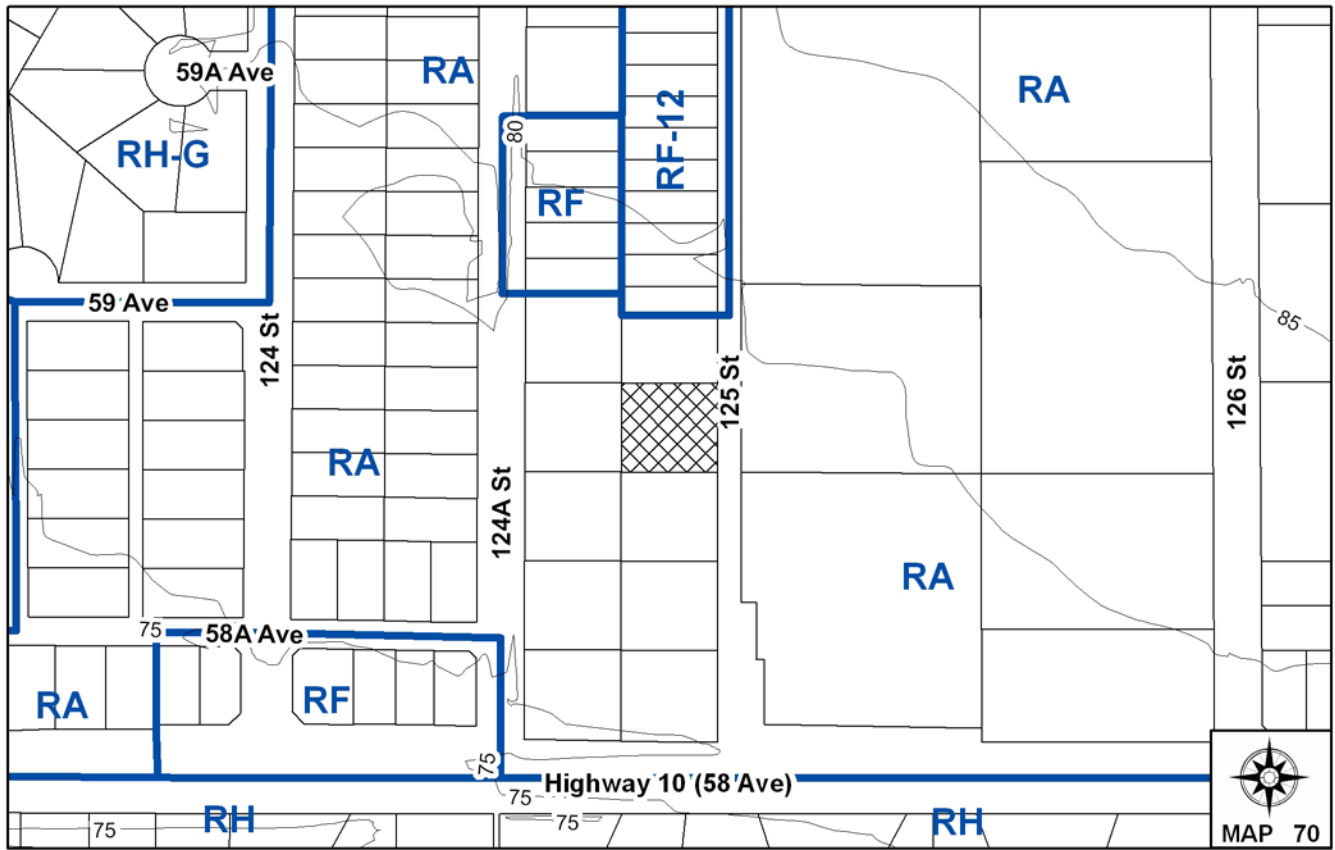 59A Ave
RA
RA
RF-12
80
RH-G
RF
59 Ave
124 St
85
125 St
126 St
RA
124A St
RA
75
58A Ave
RF
RA
75
Highway 10 (58 Ave)
75
RH
75
75
RH
MAP 70